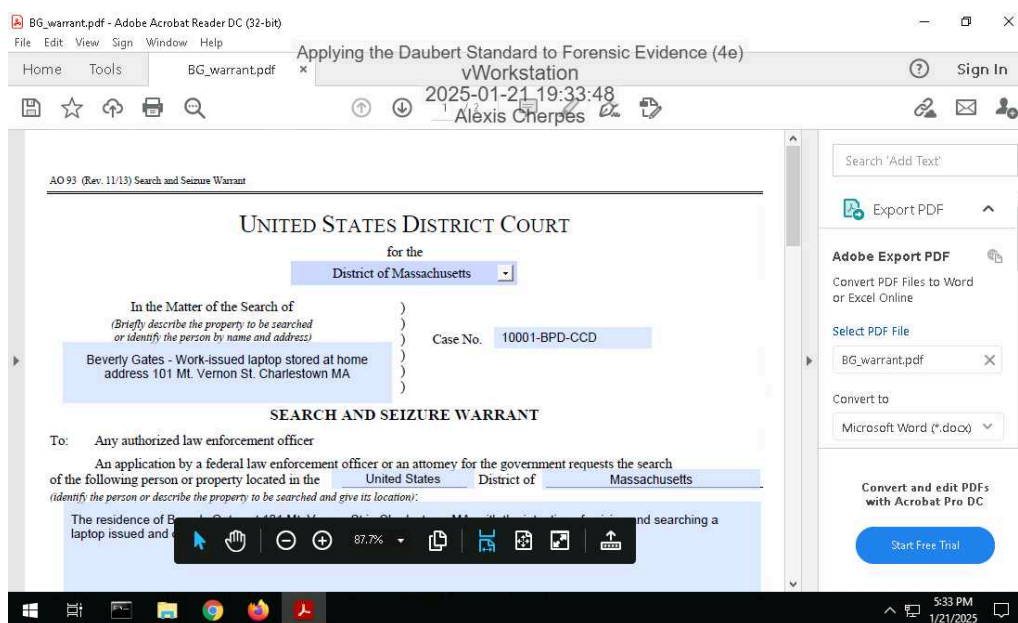 BG_warrant.pdf - Adobe Acrobat Reader DC (32-bit)
File Edit View Sign Window Help
Applying the Daubert Standard to Forensic Evidence (4e)
vWorkstation
2025-01-21 19:33:48
Alexis Cherpes
Home Tools BG_warrant.pdf × Sign In
AO 93 (Rev. 11/13) Search and Seizure Warrant
UNITED STATES DISTRICT COURT
for the
District of Massachusetts
In the Matter of the Search of )
(Briefly describe the property to be searched )
or identify the person by name and address) ) Case No. 10001-BPD-CCD
Beverly Gates - Work-issued laptop stored at home )
address 101 Mt. Vernon St. Charlestown MA )
)
SEARCH AND SEIZURE WARRANT
To: Any authorized law enforcement officer
An application by a federal law enforcement officer or an attorney for the government requests the search
of the following person or property located in the United States District of Massachusetts
(identify the person or describe the property to be searched and give its location):
The residence of and searching a
laptop issued and
87.7%
Search 'Add Text'
Export PDF
Adobe Export PDF
Convert PDF Files to Word
or Excel Online
Select PDF File
BG_warrant.pdf
Convert to
Microsoft Word (*.docx)
Convert and edit PDFs
with Acrobat Pro DC
Start Free Trial
5:33 PM
1/21/2025